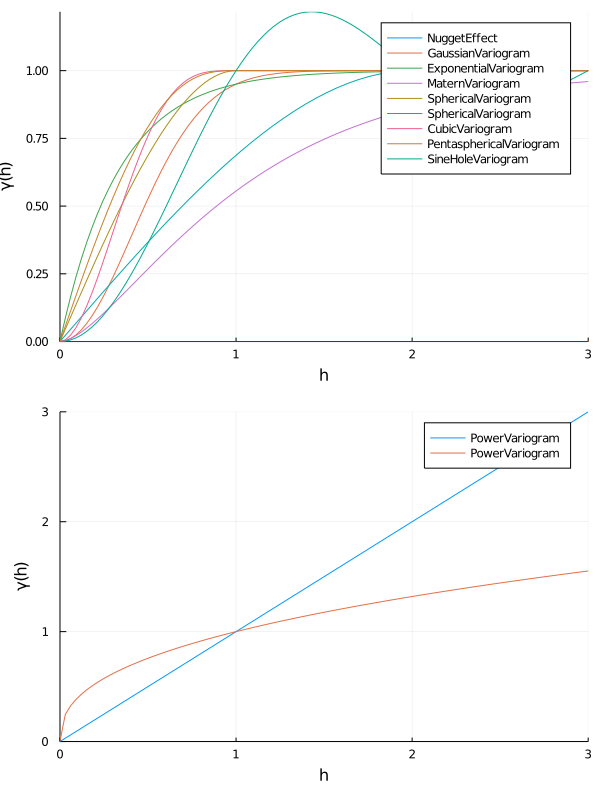 γ(h)
1.00
0.75
0.50
0.25
0.00
NuggetEffect
GaussianVariogram
ExponentialVariogram
MaternVariogram
SphericalVariogram
SphericalVariogram
CubicVariogram
PentasphericalVariogram
SineHoleVariogram
0 1 2 3
h
γ(h)
3
2
1
0
PowerVariogram
PowerVariogram
0 1 2 3
h